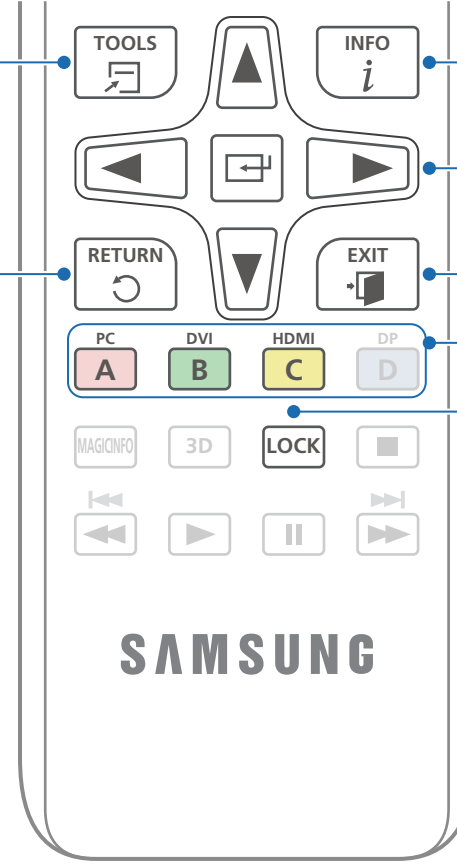 TOOLS INFO
i
RETURN EXIT
PC DVI HDMI DP
A B C D
MAGICINFO 3D LOCK
SAMSUNG